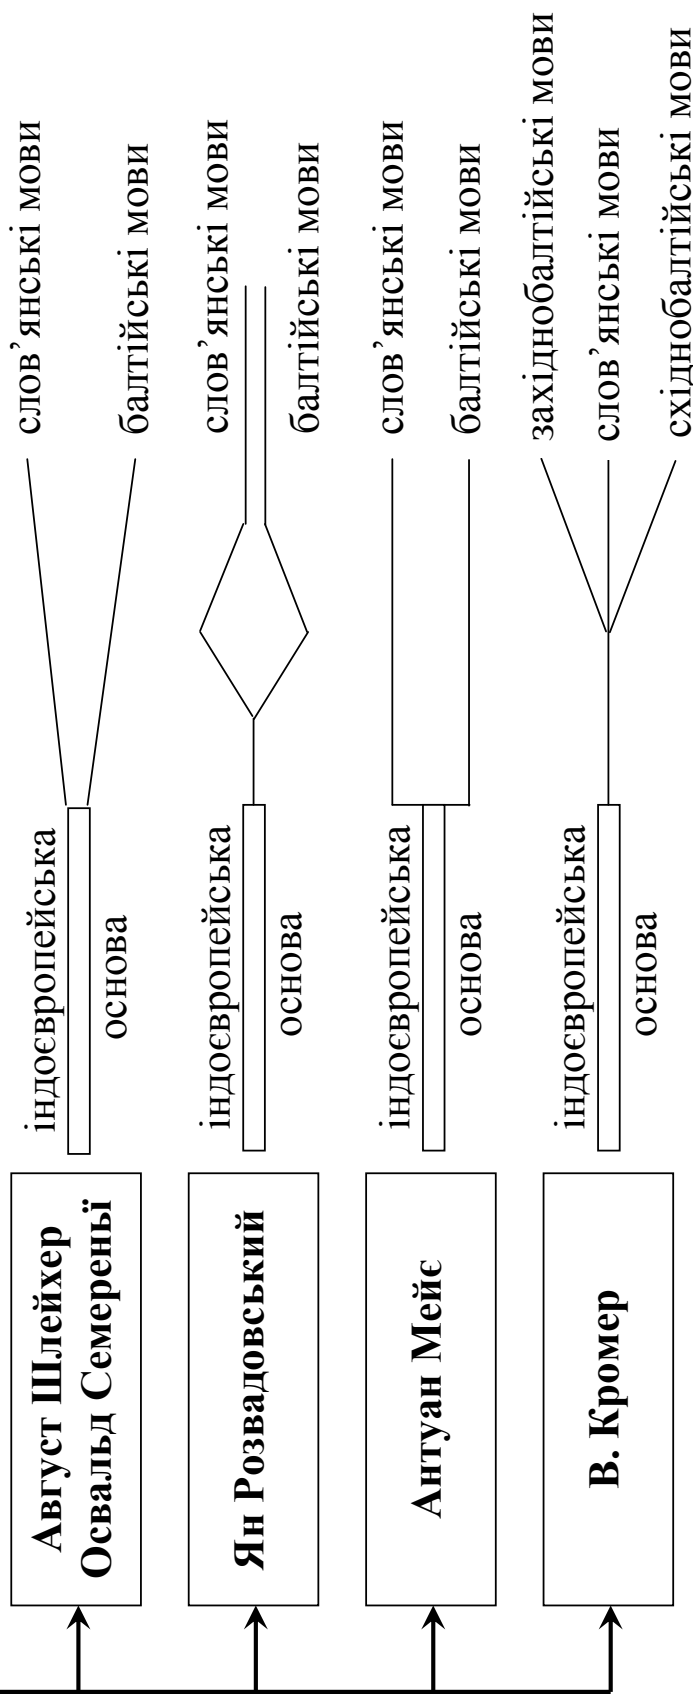 Август Шлейхер
Освальд Семереньї
індоєвропейська
основа
слов’янські мови
балтійські мови
Ян Розвадовський
індоєвропейська
основа
слов’янські мови
балтійські мови
Антуан Мейє
індоєвропейська
основа
слов’янські мови
балтійські мови
В. Кромер
індоєвропейська
основа
західнобалтійські мови
слов’янські мови
східнобалтійські мови